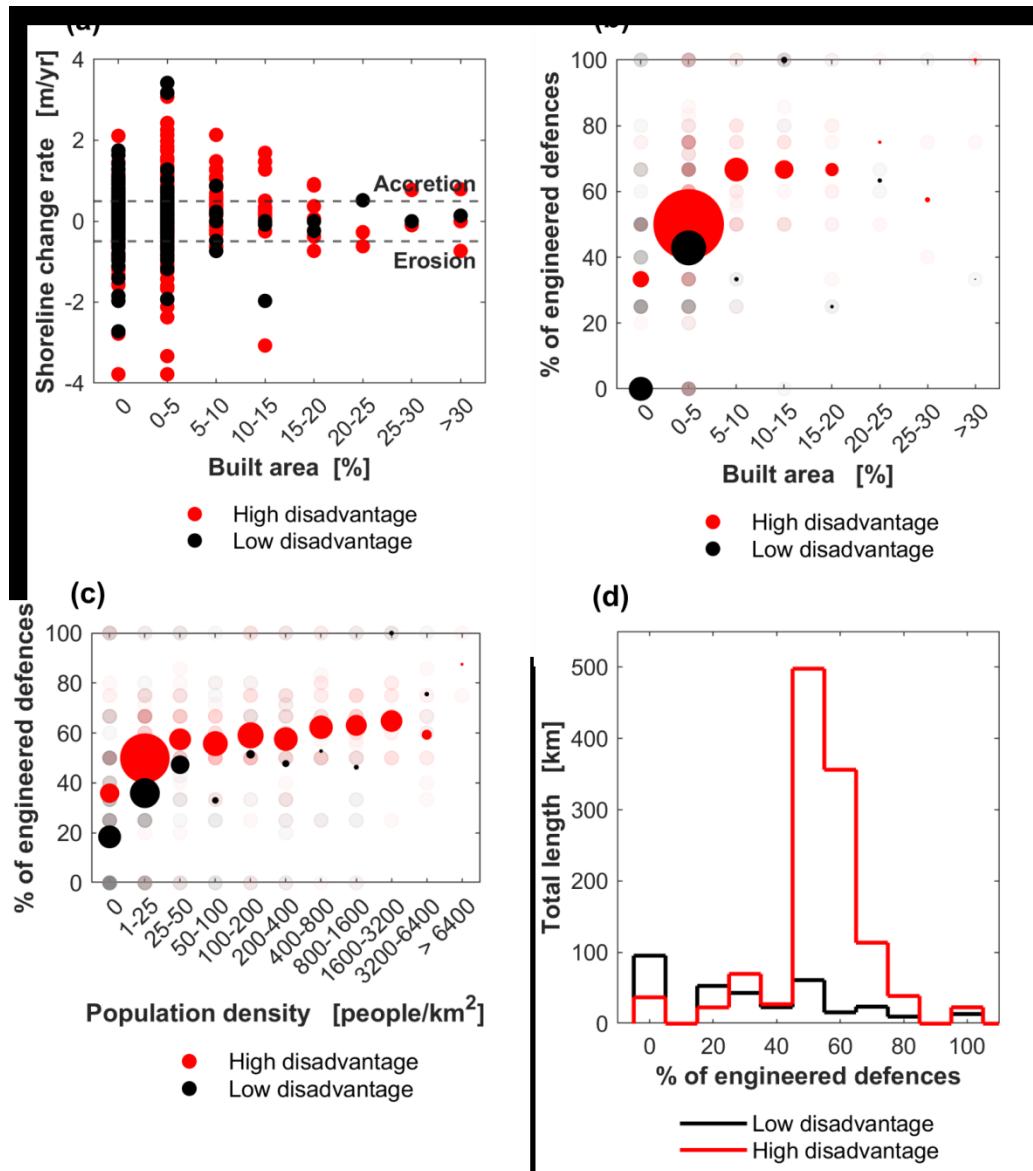 (a)
Shoreline change rate [m/yr]
4
2
0
-2
-4
Accretion
Erosion
0
0-5
5-10
10-15
15-20
20-25
25-30
>30
Built area [%]
High disadvantage
Low disadvantage
(b)
% of engineered defences
100
80
60
40
20
0
0
0-5
5-10
10-15
15-20
20-25
25-30
>30
Built area [%]
High disadvantage
Low disadvantage
(c)
% of engineered defences
100
80
60
40
20
0
0
1-25
25-50
50-100
100-200
200-400
400-800
800-1600
1600-3200
3200-6400
> 6400
Population density [people/km²]
High disadvantage
Low disadvantage
(d)
Total length [km]
500
400
300
200
100
0
0
20
40
60
80
100
% of engineered defences
Low disadvantage
High disadvantage